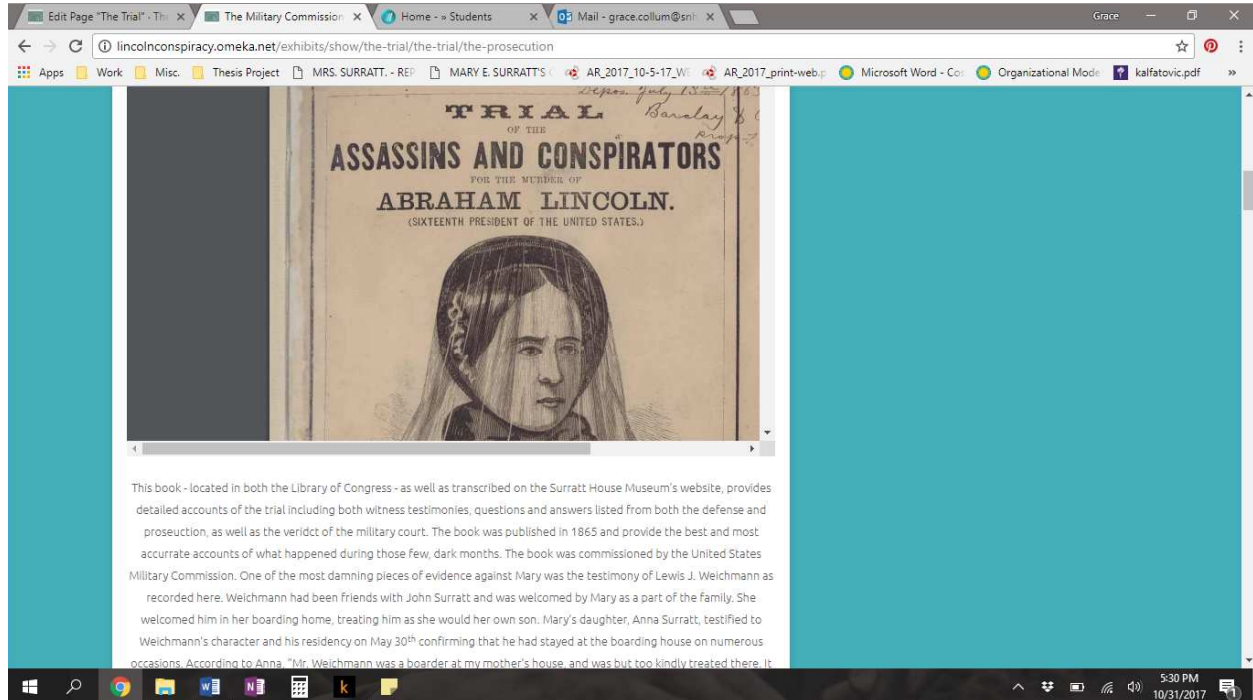 Edit Page "The Trial" · The
The Military Commission
Home - » Students
Mail - grace.collum@snh
Grace
lincolnconspiracy.omeka.net/exhibits/show/the-trial/the-trial/the-prosecution
Apps Work Misc. Thesis Project MRS. SURRATT. - REP MARY E. SURRATT'S AR_2017_10-5-17_WE AR_2017_print-web.p Microsoft Word - Co Organizational Mode kalfatovic.pdf »
Depos. July 13th 1865
TRIAL Barclay & C
OF THE
ASSASSINS AND CONSPIRATORS
FOR THE MURDER OF
ABRAHAM LINCOLN.
(SIXTEENTH PRESIDENT OF THE UNITED STATES.)
This book - located in both the Library of Congress - as well as transcribed on the Surratt House Museum's website, provides
detailed accounts of the trial including both witness testimonies, questions and answers listed from both the defense and
proseuction, as well as the veridct of the military court. The book was published in 1865 and provide the best and most
accurrate accounts of what happened during those few, dark months. The book was commissioned by the United States
Military Commission. One of the most damning pieces of evidence against Mary was the testimony of Lewis J. Weichmann as
recorded here. Weichmann had been friends with John Surratt and was welcomed by Mary as a part of the family. She
welcomed him in her boarding home, treating him as she would her own son. Mary's daughter, Anna Surratt, testified to
Weichmann's character and his residency on May 30th confirming that he had stayed at the boarding house on numerous
occasions. According to Anna, "Mr. Weichmann was a boarder at my mother's house, and was but too kindly treated there. It
5:30 PM
10/31/2017